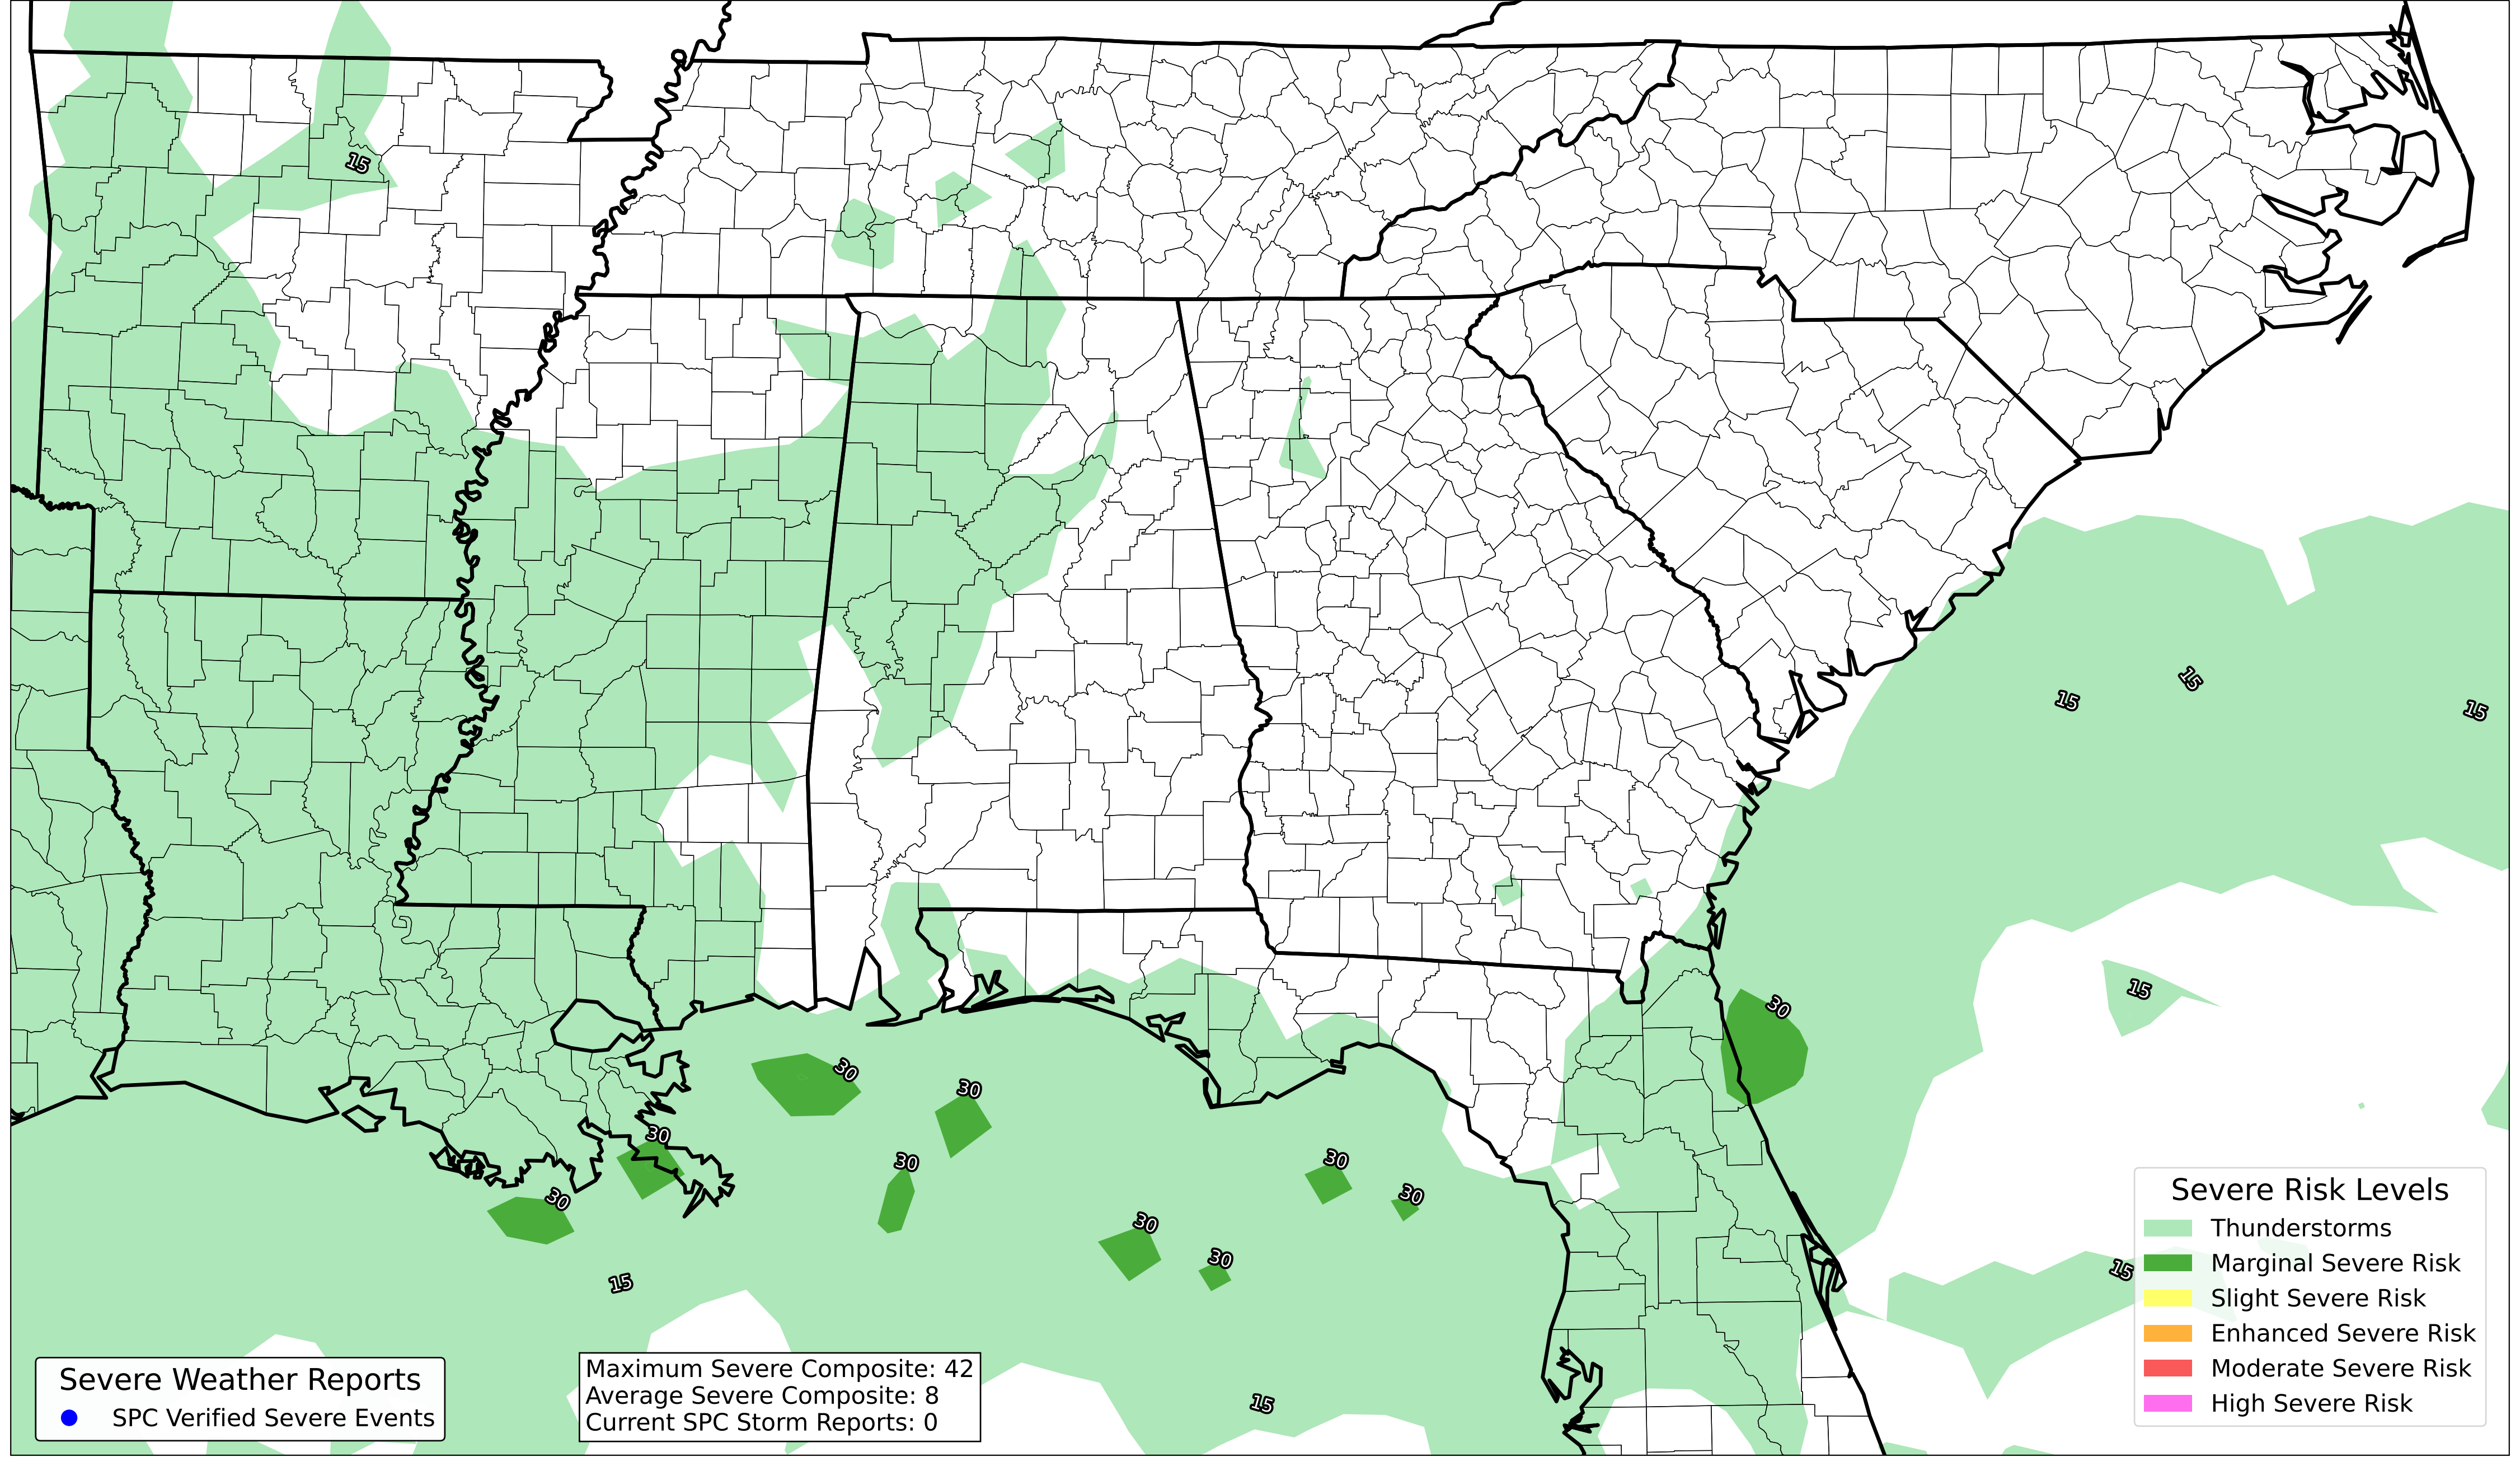 15
15
15
15
30
15
30
30
30
30
30
30
30
30
30
15
15
15
Severe Risk Levels
Thunderstorms
Marginal Severe Risk
Slight Severe Risk
Enhanced Severe Risk
Moderate Severe Risk
High Severe Risk
Severe Weather Reports
SPC Verified Severe Events
Maximum Severe Composite: 42
Average Severe Composite: 8
Current SPC Storm Reports: 0